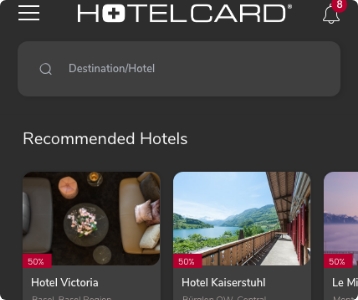 HOTELCARD®
8
Destination/Hotel
Recommended Hotels
50%
50%
50%
Hotel Victoria
Hotel Kaiserstuhl
Le Mi
Basel, Basel Region
Bürglen OW, Central